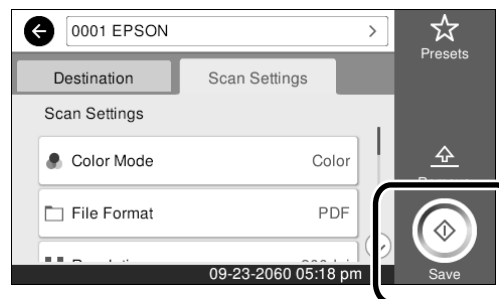 0001 EPSON
Presets
Destination
Scan Settings
Scan Settings
Color Mode
Color
File Format
PDF
09-23-2060 05:18 pm
Save